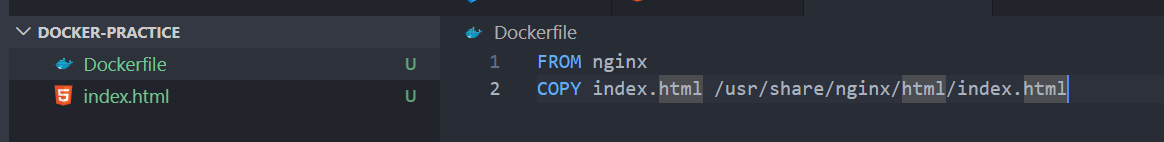 DOCKER-PRACTICE
Dockerfile U
index.html U
Dockerfile
1 FROM nginx
2 COPY index.html /usr/share/nginx/html/index.html